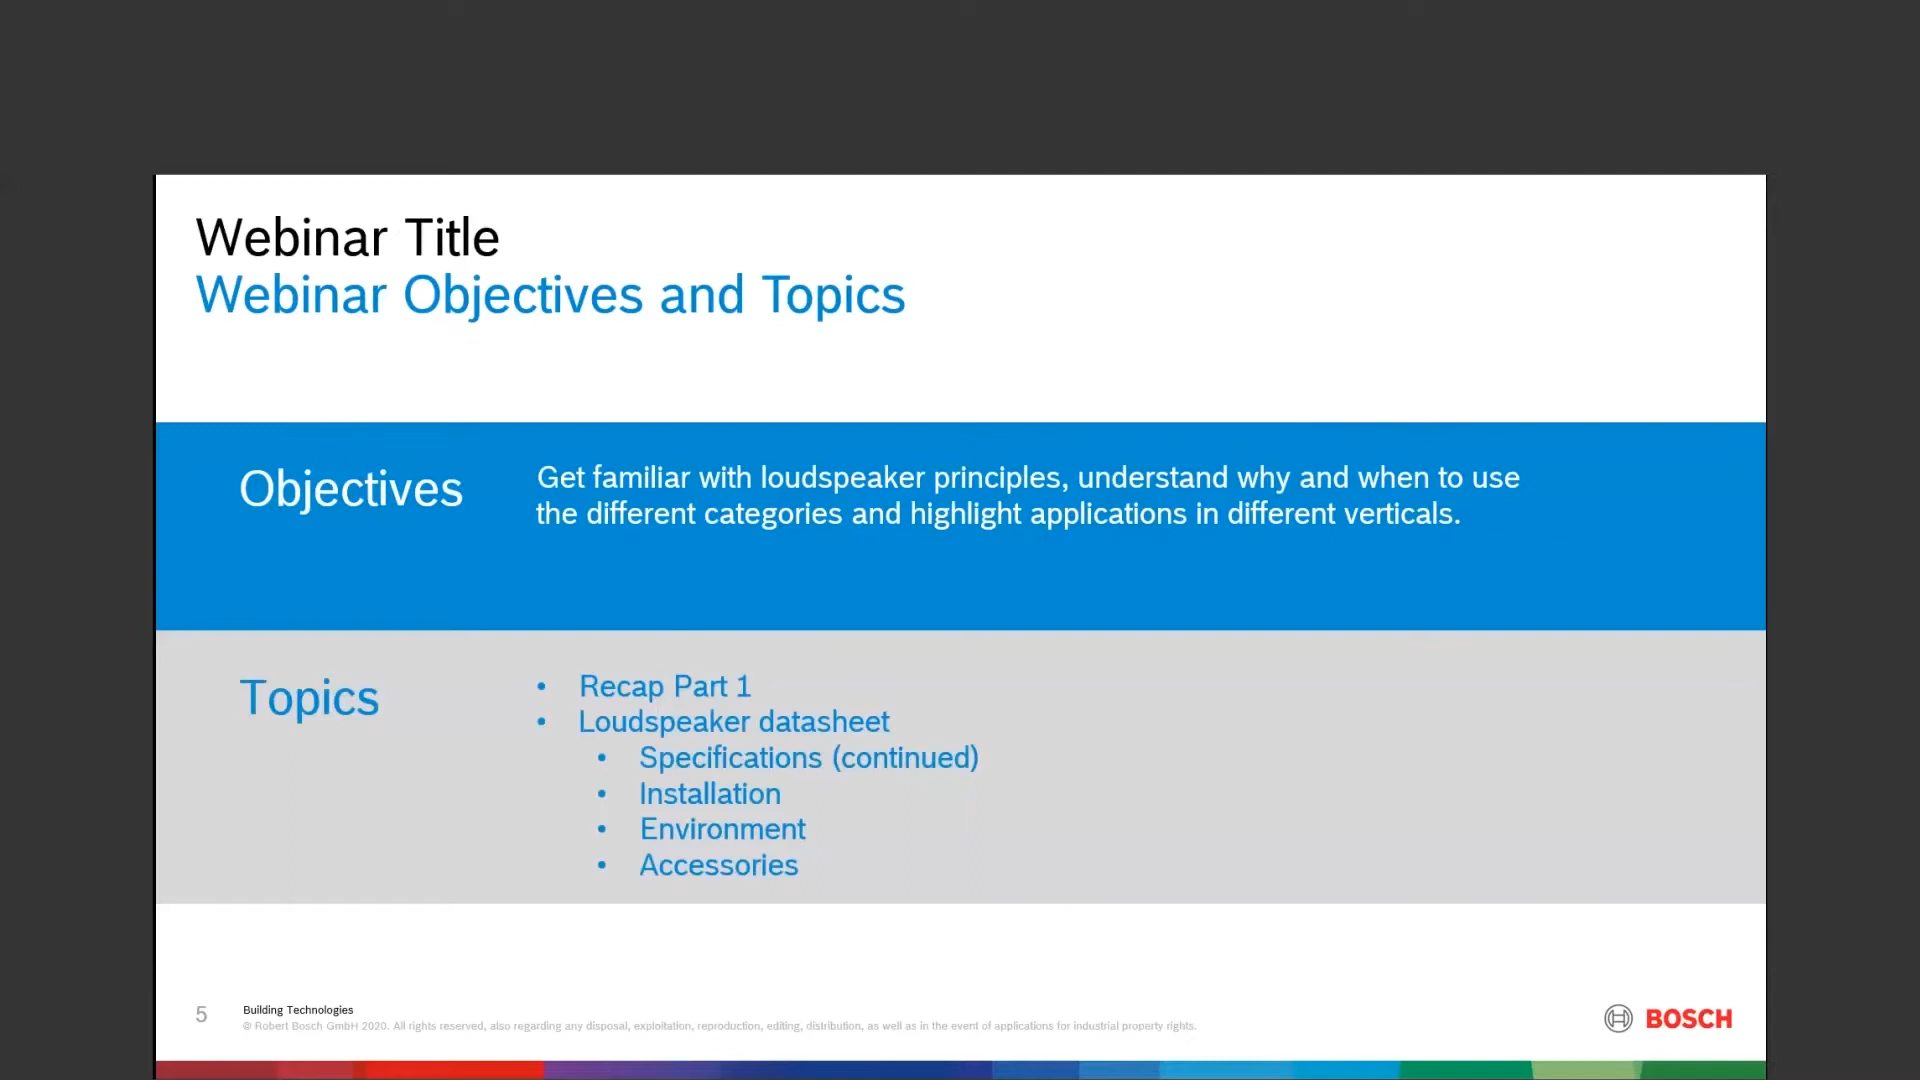 Webinar Title
Webinar Objectives and Topics
Objectives
Get familiar with loudspeaker principles, understand why and when to use
the different categories and highlight applications in different verticals.
Topics
• Recap Part 1
• Loudspeaker datasheet
• Specifications (continued)
• Installation
• Environment
• Accessories
5
Building Technologies
© Robert Bosch GmbH 2020. All rights reserved, also regarding any disposal, exploitation, reproduction, editing, distribution, as well as in the event of applications for industrial property rights.
BOSCH